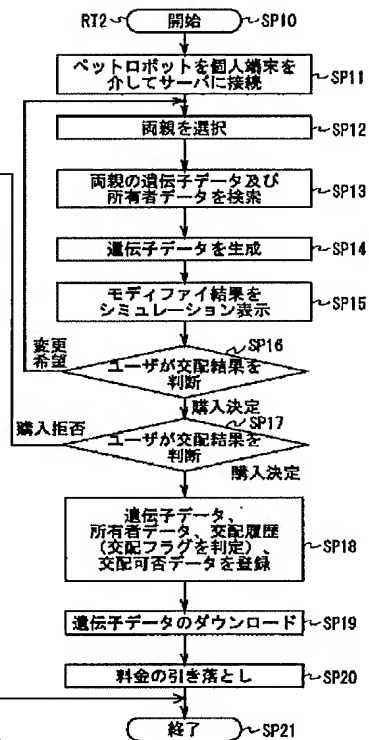 RT2 開始 SP10
ペットロボットを個人端末を
介してサーバに接続 SP11
両親を選択 SP12
両親の遺伝子データ及び
所有者データを検索 SP13
遺伝子データを生成 SP14
モディファイ結果を
シミュレーション表示 SP15
変更
希望
SP16
ユーザが交配結果を
判断
購入決定
SP17
購入拒否
ユーザが交配結果を
判断
購入決定
遺伝子データ、
所有者データ、交配履歴
(交配フラグを判定)、
交配可否データを登録 SP18
遺伝子データのダウンロード SP19
料金の引き落とし SP20
終了 SP21